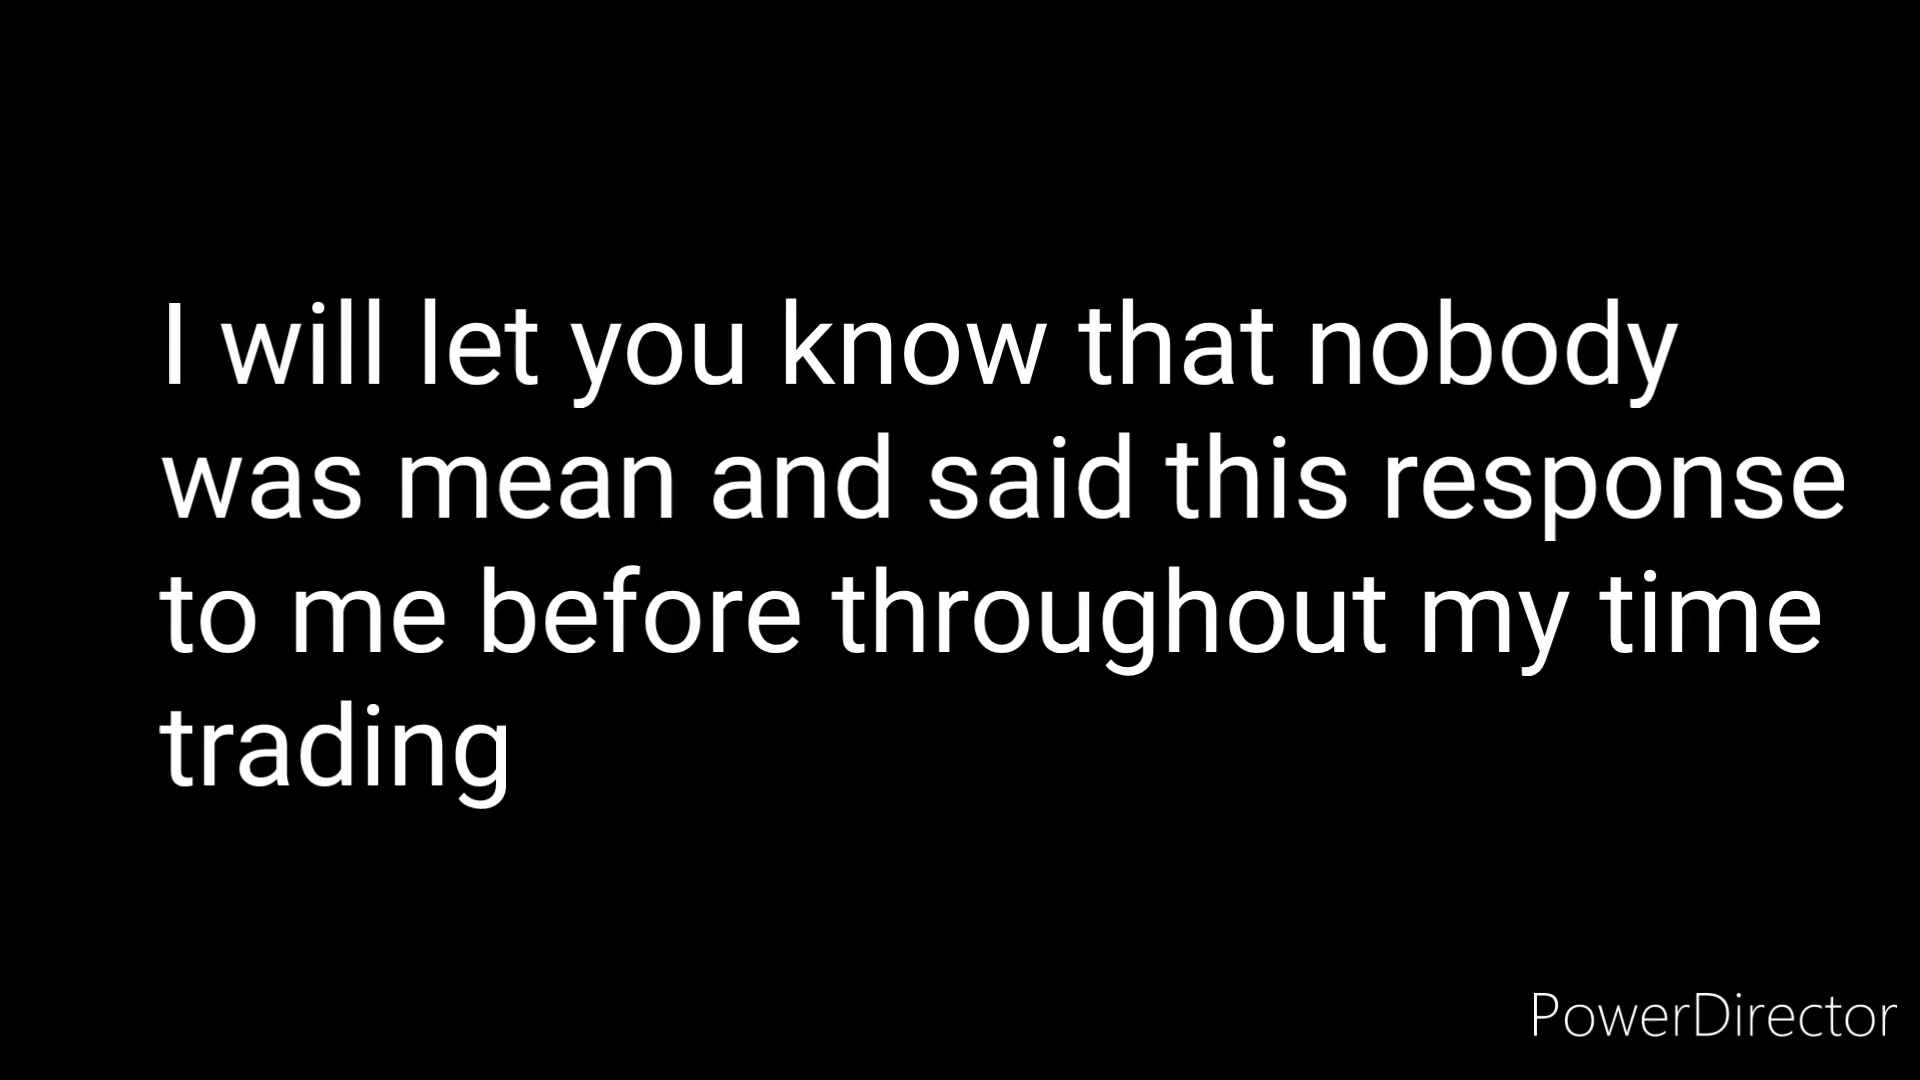 I will let you know that nobody
was mean and said this response
to me before throughout my time
trading
PowerDirector